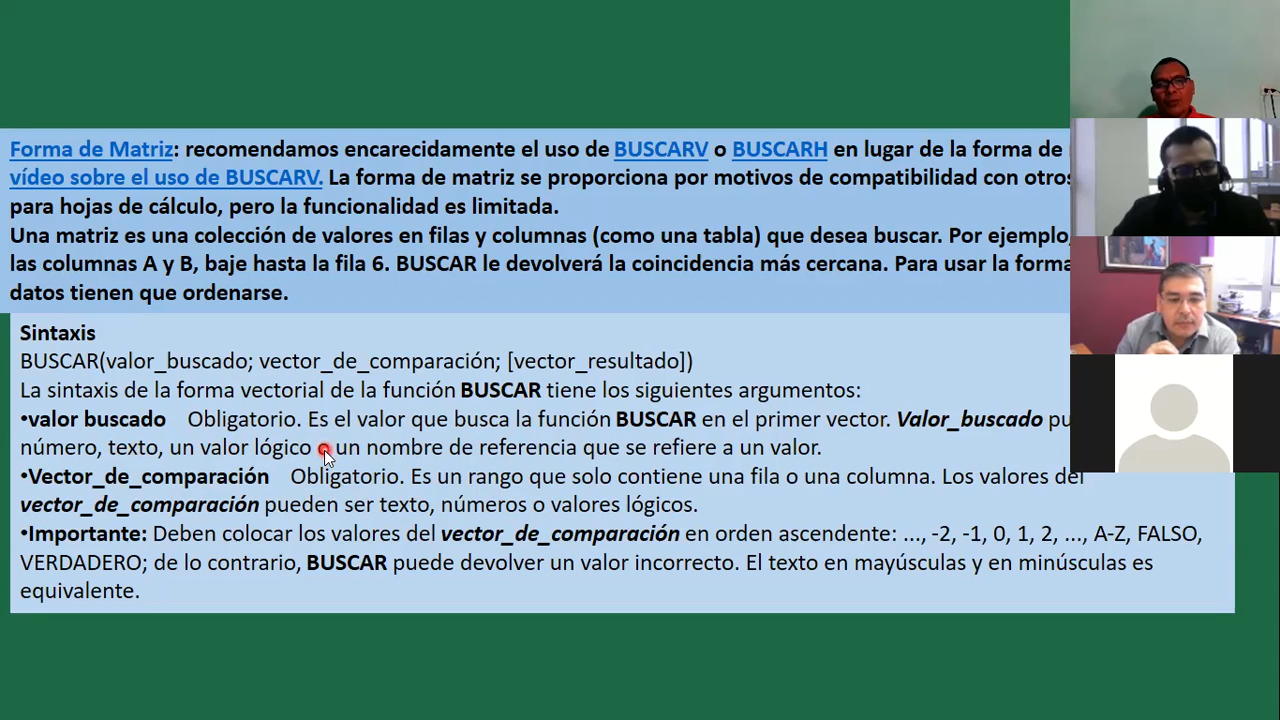 Forma de Matriz: recomendamos encarecidamente el uso de BUSCARV o BUSCARH en lugar de la forma de
vídeo sobre el uso de BUSCARV. La forma de matriz se proporciona por motivos de compatibilidad con otros
para hojas de cálculo, pero la funcionalidad es limitada.
Una matriz es una colección de valores en filas y columnas (como una tabla) que desea buscar. Por ejemplo,
las columnas A y B, baje hasta la fila 6. BUSCAR le devolverá la coincidencia más cercana. Para usar la forma
datos tienen que ordenarse.
Sintaxis
BUSCAR(valor_buscado; vector_de_comparación; [vector_resultado])
La sintaxis de la forma vectorial de la función BUSCAR tiene los siguientes argumentos:
•valor buscado Obligatorio. Es el valor que busca la función BUSCAR en el primer vector. Valor_buscado
número, texto, un valor lógico o un nombre de referencia que se refiere a un valor.
•Vector_de_comparación Obligatorio. Es un rango que solo contiene una fila o una columna. Los valores del
vector_de_comparación pueden ser texto, números o valores lógicos.
•Importante: Deben colocar los valores del vector_de_comparación en orden ascendente: ..., -2, -1, 0, 1, 2, ..., A-Z, FALSO,
VERDADERO; de lo contrario, BUSCAR puede devolver un valor incorrecto. El texto en mayúsculas y en minúsculas es
equivalente.